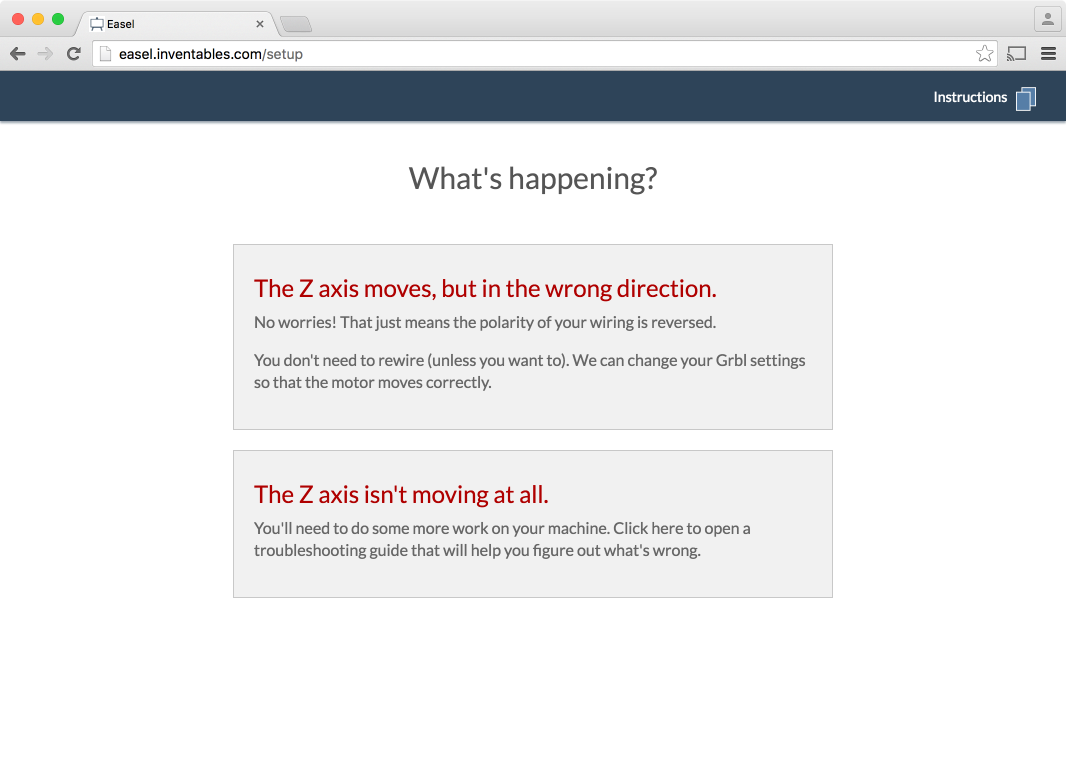 Easel
easel.inventables.com/setup
Instructions
What's happening?
The Z axis moves, but in the wrong direction.
No worries! That just means the polarity of your wiring is reversed.
You don't need to rewire (unless you want to). We can change your Grbl settings
so that the motor moves correctly.
The Z axis isn't moving at all.
You'll need to do some more work on your machine. Click here to open a
troubleshooting guide that will help you figure out what's wrong.